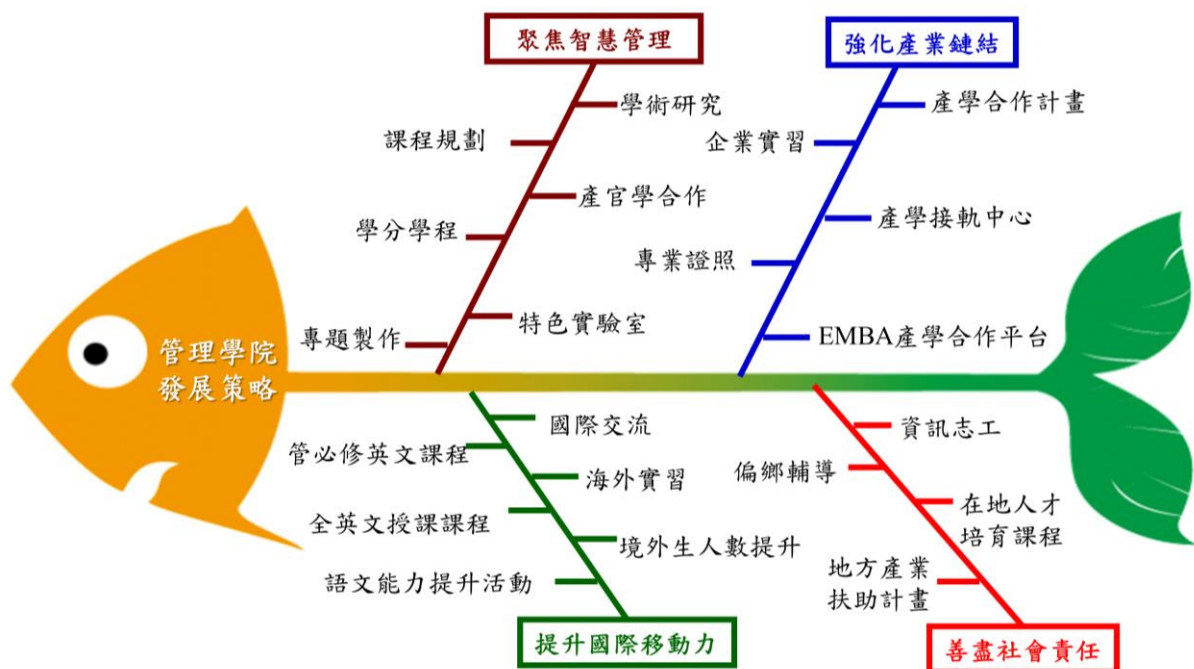 聚焦智慧管理
學術研究
課程規劃
產官學合作
學分學程
特色實驗室
專題製作
強化產業鏈結
產學合作計畫
企業實習
產學接軌中心
專業證照
EMBA產學合作平台
管理學院
發展策略
國際交流
管必修英文課程
海外實習
全英文授課課程
境外生人數提升
語文能力提升活動
提升國際移動力
資訊志工
偏鄉輔導
在地人才
培育課程
地方產業
扶助計畫
善盡社會責任